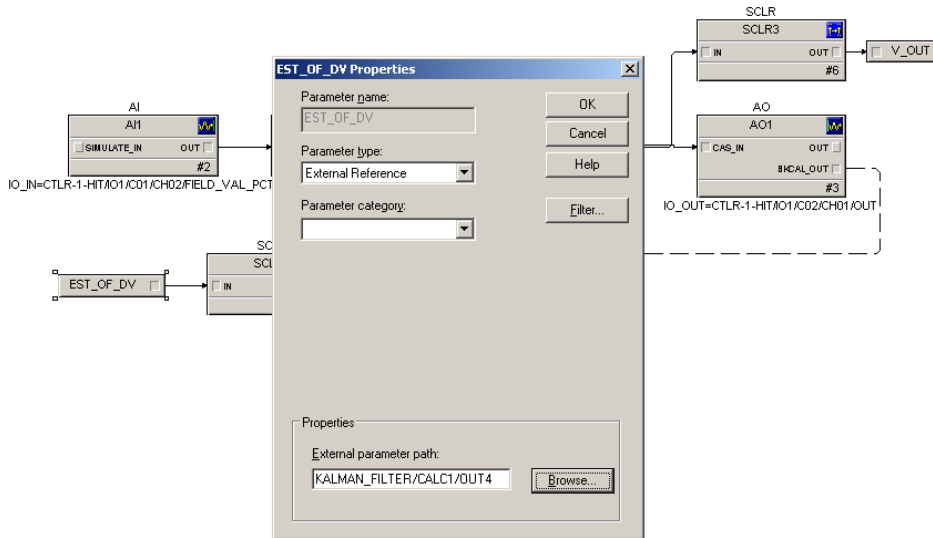 SCLR
SCLR3
IN
OUT
#6
V_OUT
EST_OF_DV Properties
Parameter name:
EST_OF_DV
OK
Cancel
Help
Filter...
Parameter type:
External Reference
Parameter category:
AI
AI1
SIMULATE_IN
OUT
#2
IO_IN=CTLR-1-HIT/IO1/C01/CH02/FIELD_VAL_PCT
AO
AO1
CAS_IN
OUT
BKCAL_OUT
#3
IO_OUT=CTLR-1-HIT/IO1/C02/CH01/OUT
EST_OF_DV
IN
Properties
External parameter path:
KALMAN_FILTER/CALC1/OUT4
Browse...